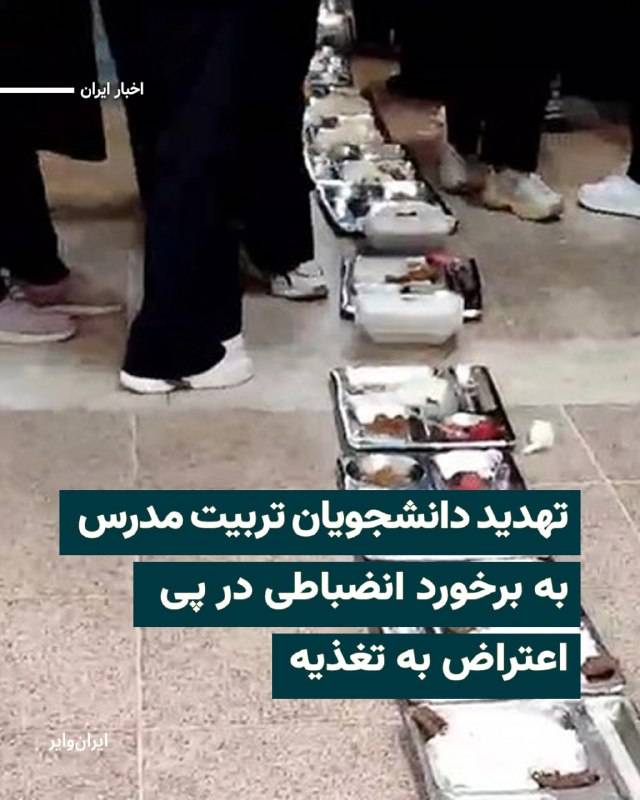 اخبار ایران
تهدید دانشجویان تربیت مدرس
به برخورد انضباطی در پی
اعتراض به تغذیه
ایران‌وایر